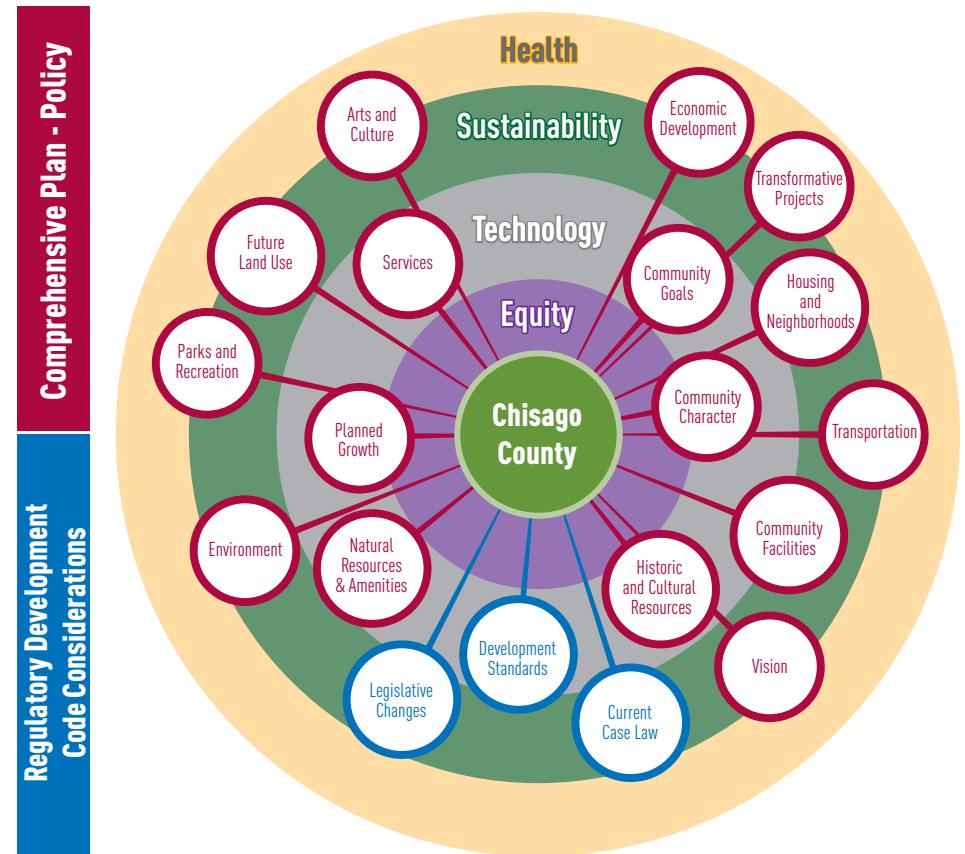 Comprehensive Plan - Policy
Regulatory Development
Code Considerations
Health
Sustainability
Technology
Equity
Chisago
County
Arts and
Culture
Economic
Development
Transformative
Projects
Future
Land Use
Services
Community
Goals
Housing
and
Neighborhoods
Parks and
Recreation
Planned
Growth
Community
Character
Transportation
Environment
Natural
Resources
& Amenities
Historic
and Cultural
Resources
Community
Facilities
Vision
Legislative
Changes
Development
Standards
Current
Case Law